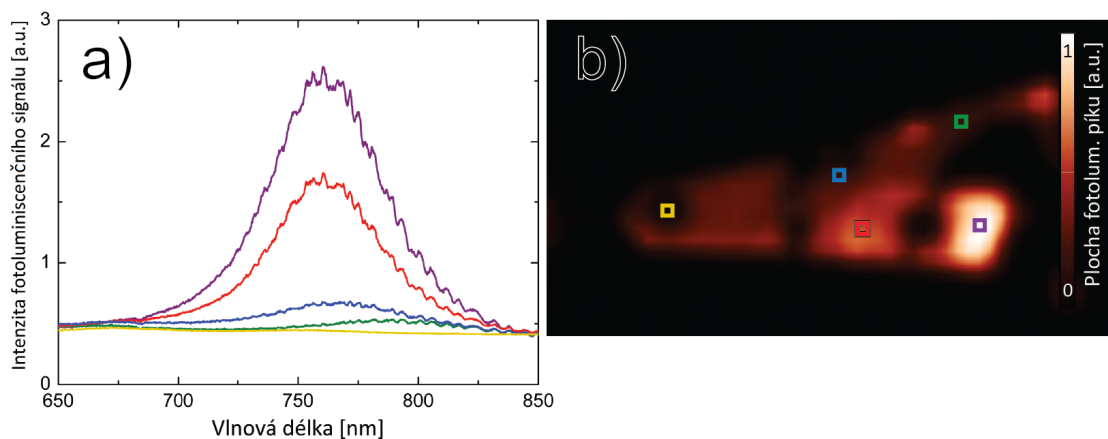 a)
Intenzita fotoluminiscenčního signálu [a.u.]
3
2
1
0
650
700
750
800
850
Vlnová délka [nm]
b)
1
0
Plocha fotolum. píku [a.u.]